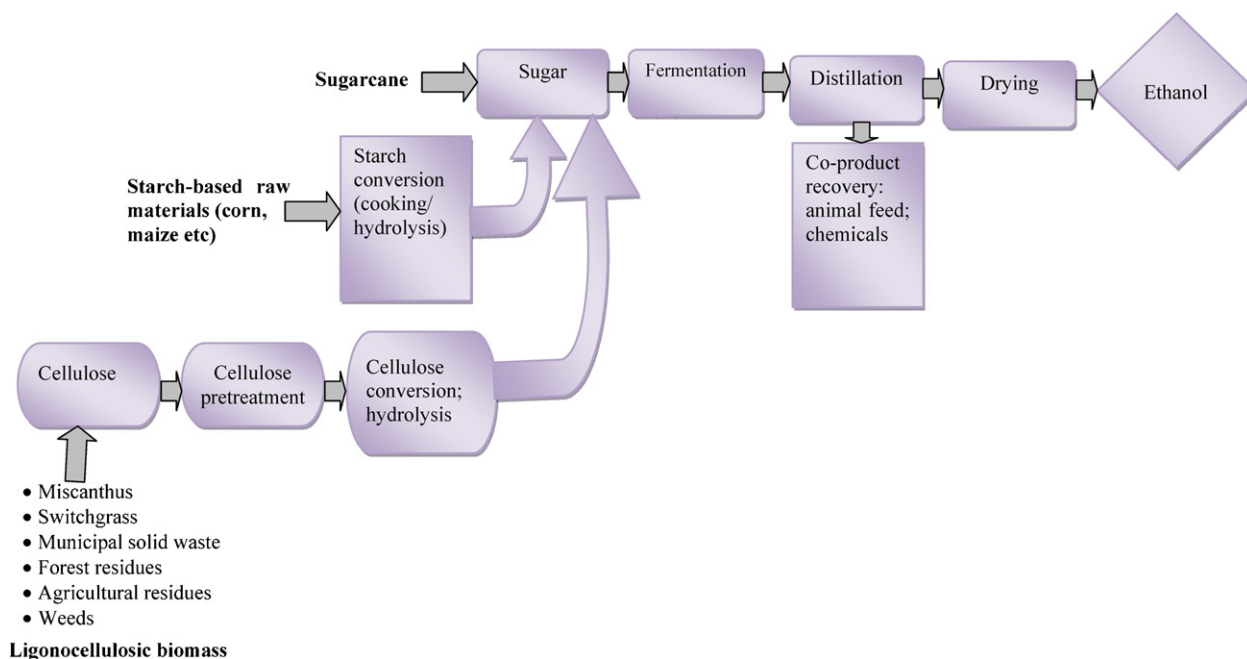 Sugarcane
Sugar
Fermentation
Distillation
Drying
Ethanol
Starch-based raw
materials (corn,
maize etc)
Starch
conversion
(cooking/
hydrolysis)
Co-product
recovery:
animal feed;
chemicals
Cellulose
Cellulose
pretreatment
Cellulose
conversion;
hydrolysis
• Miscanthus
• Switchgrass
• Municipal solid waste
• Forest residues
• Agricultural residues
• Weeds
Ligonocellulosic biomass